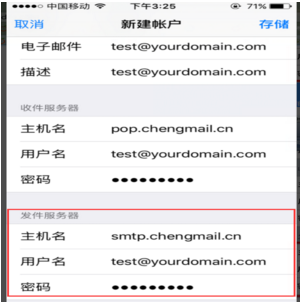 中国移动 下午3:25 71%
取消 新建帐户 存储
电子邮件 test@yourdomain.com
描述 test@yourdomain.com
收件服务器
主机名 pop.chengmail.cn
用户名 test@yourdomain.com
密码 ●●●●●●●●●
发件服务器
主机名 smtp.chengmail.cn
用户名 test@yourdomain.com
密码 ●●●●●●●●●